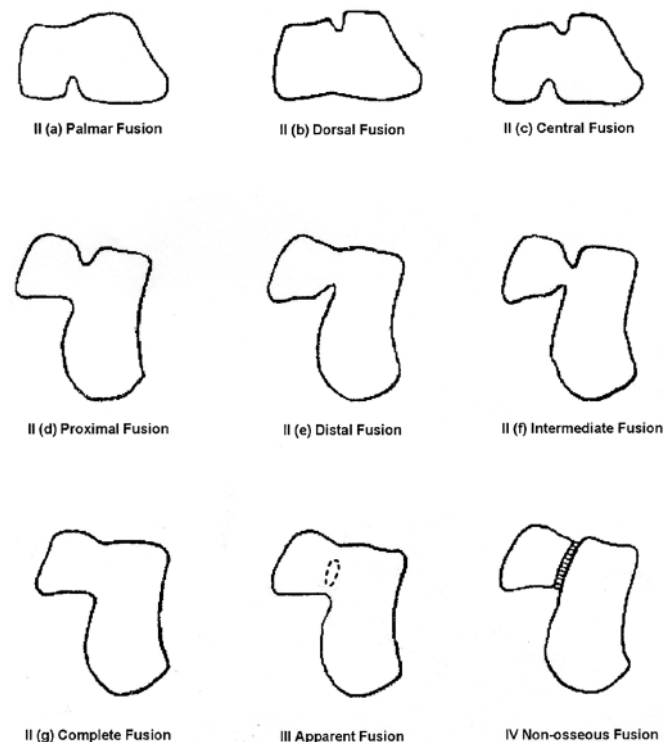 II (a) Palmar Fusion
II (b) Dorsal Fusion
II (c) Central Fusion
II (d) Proximal Fusion
II (e) Distal Fusion
II (f) Intermediate Fusion
II (g) Complete Fusion
III Apparent Fusion
IV Non-osseous Fusion